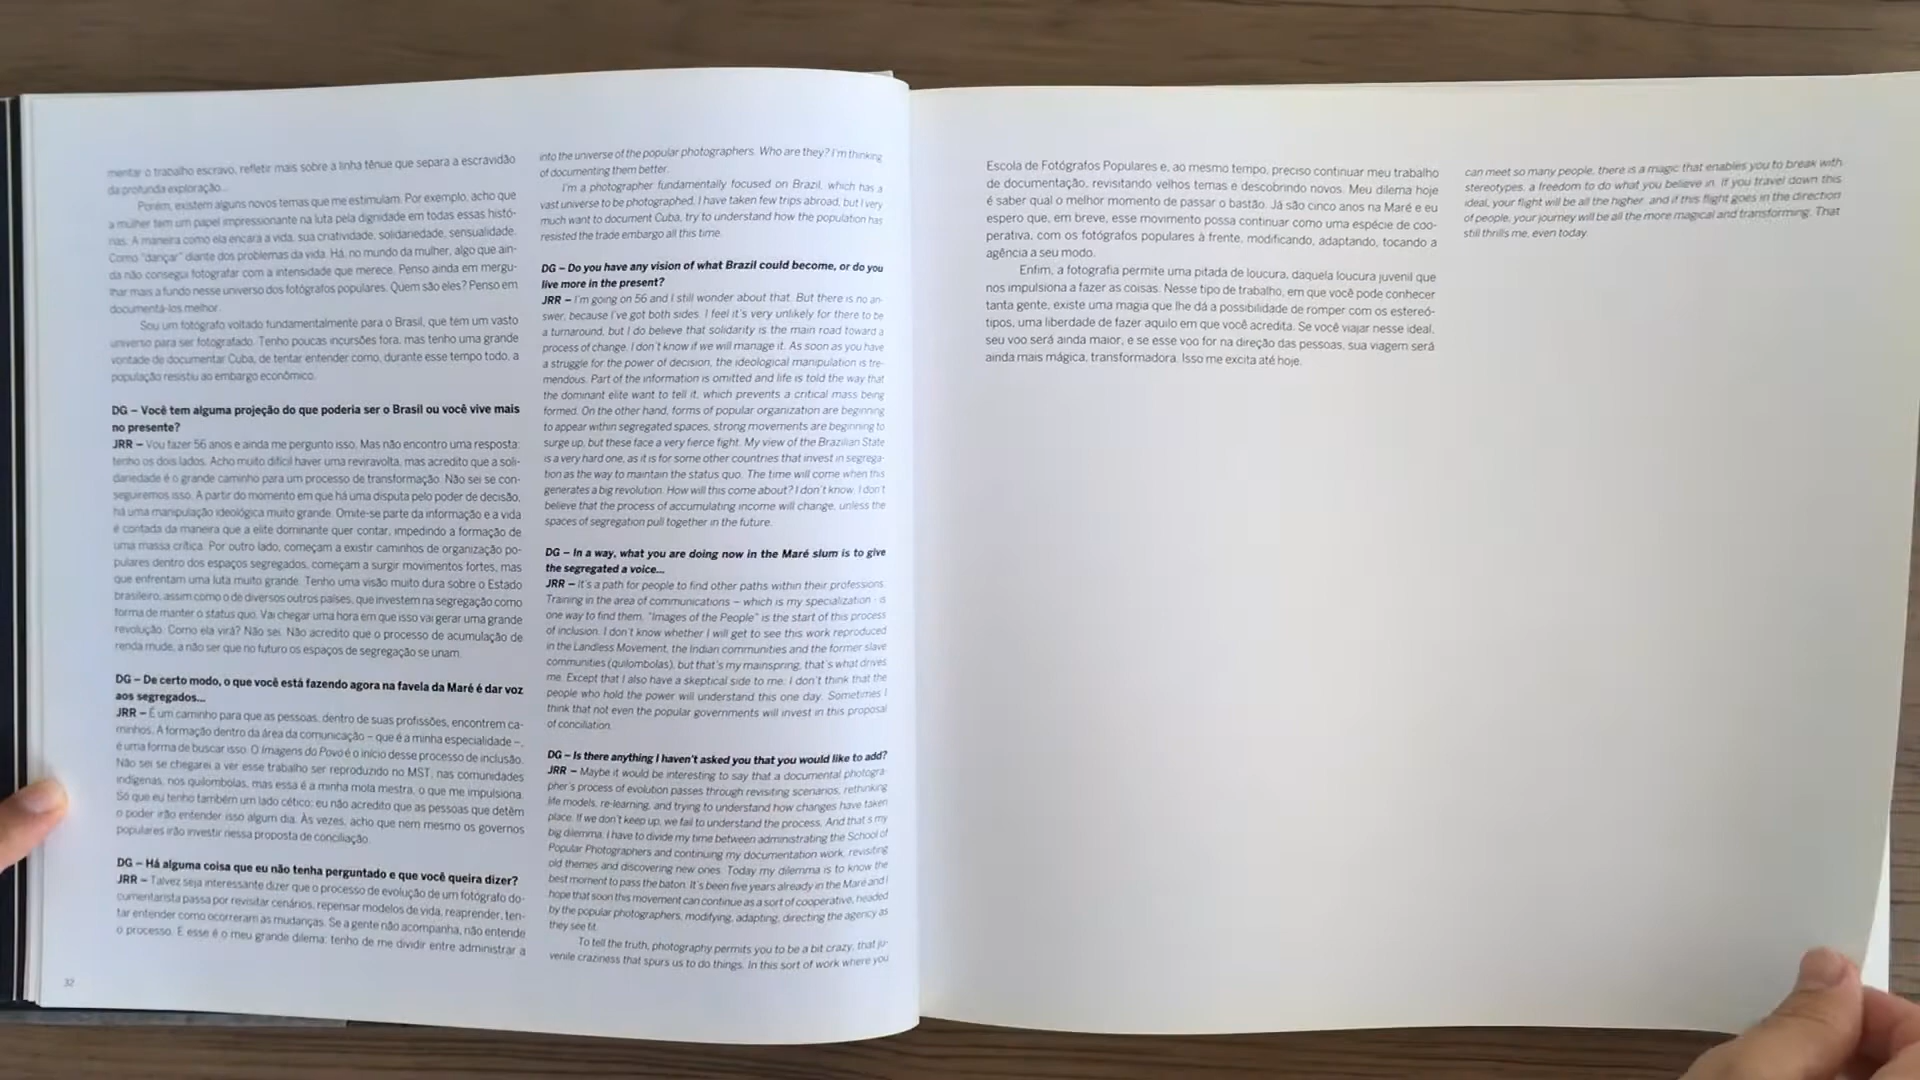 mentar o trabalho escravo, refletir mais sobre a linha tênue que separa a escravidão
da profunda exploração...
Porém, existem alguns novos temas que me estimulam. Por exemplo, acho que
a mulher tem um papel impressionante na luta pela dignidade em todas essas histó-
rias. A maneira como ela encara a vida, sua criatividade, solidariedade, sensualidade.
Como "dançar" diante dos problemas da vida. Há, no mundo da mulher, algo que ain-
da não consegui fotografar com a intensidade que merece. Penso ainda em mergu-
lhar mais a fundo nesse universo dos fotógrafos populares. Quem são eles? Penso em
documentá-los melhor.
Sou um fotógrafo voltado fundamentalmente para o Brasil, que tem um vasto
universo para ser fotografado. Tenho poucas incursões fora, mas tenho uma grande
vontade de documentar Cuba, de tentar entender como, durante esse tempo todo, a
população resistiu ao embargo econômico.
DG – Você tem alguma projeção do que poderia ser o Brasil ou você vive mais
no presente?
JRR – Vou fazer 56 anos e ainda me pergunto isso. Mas não encontro uma resposta:
tenho os dois lados. Acho muito difícil haver uma reviravolta, mas acredito que a soli-
dariedade é o grande caminho para um processo de transformação. Não sei se con-
seguiremos isso. A partir do momento em que há uma disputa pelo poder de decisão,
há uma manipulação ideológica muito grande. Omite-se parte da informação e a vida
é contada da maneira que a elite dominante quer contar, impedindo a formação de
uma massa crítica. Por outro lado, começam a existir caminhos de organização po-
pulares dentro dos espaços segregados, começam a surgir movimentos fortes, mas
que enfrentam uma luta muito grande. Tenho uma visão muito dura sobre o Estado
brasileiro, assim como o de diversos outros países, que investem na segregação como
forma de manter o status quo. Vai chegar uma hora em que isso vai gerar uma grande
revolução. Como ela virá? Não sei. Não acredito que o processo de acumulação de
renda mude, a não ser que no futuro os espaços de segregação se unam.
DG – De certo modo, o que você está fazendo agora na favela da Maré é dar voz
aos segregados...
JRR – É um caminho para que as pessoas, dentro de suas profissões, encontrem ca-
minhos. A formação dentro da área da comunicação – que é a minha especialidade –,
é uma forma de buscar isso. O Imagens do Povo é o início desse processo de inclusão.
Não sei se chegarei a ver esse trabalho ser reproduzido no MST, nas comunidades
indígenas, nos quilombolas, mas essa é a minha mola mestra, o que me impulsiona.
Só que eu tenho também um lado cético: eu não acredito que as pessoas que detêm
o poder irão entender isso algum dia. Às vezes, acho que nem mesmo os governos
populares irão investir nessa proposta de conciliação.
DG – Há alguma coisa que eu não tenha perguntado e que você queira dizer?
JRR – Talvez seja interessante dizer que o processo de evolução de um fotógrafo do-
cumentarista passa por revisitar cenários, repensar modelos de vida, reaprender, ten-
tar entender como ocorreram as mudanças. Se a gente não acompanha, não entende
o processo. E esse é o meu grande dilema: tenho de me dividir entre administrar a
32
into the universe of the popular photographers. Who are they? I'm thinking
of documenting them better.
I'm a photographer fundamentally focused on Brazil, which has a
vast universe to be photographed. I have taken few trips abroad, but I very
much want to document Cuba, try to understand how the population has
resisted the trade embargo all this time.
DG – Do you have any vision of what Brazil could become, or do you
live more in the present?
JRR – I'm going on 56 and I still wonder about that. But there is no an-
swer, because I've got both sides. I feel it's very unlikely for there to be
a turnaround, but I do believe that solidarity is the main road toward a
process of change. I don't know if we will manage it. As soon as you have
a struggle for the power of decision, the ideological manipulation is tre-
mendous. Part of the information is omitted and life is told the way that
the dominant elite want to tell it, which prevents a critical mass being
formed. On the other hand, forms of popular organization are beginning
to appear within segregated spaces, strong movements are beginning to
surge up, but these face a very fierce fight. My view of the Brazilian State
is a very hard one, as it is for some other countries that invest in segrega-
tion as the way to maintain the status quo. The time will come when this
generates a big revolution. How will this come about? I don't know. I don't
believe that the process of accumulating income will change, unless the
spaces of segregation pull together in the future.
DG – In a way, what you are doing now in the Maré slum is to give
the segregated a voice...
JRR – It's a path for people to find other paths within their professions.
Training in the area of communications – which is my specialization - is
one way to find them. "Images of the People" is the start of this process
of inclusion. I don't know whether I will get to see this work reproduced
in the Landless Movement, the Indian communities and the former slave
communities (quilombolas), but that's my mainspring, that's what drives
me. Except that I also have a skeptical side to me: I don't think that the
people who hold the power will understand this one day. Sometimes I
think that not even the popular governments will invest in this proposal
of conciliation.
DG – Is there anything I haven't asked you that you would like to add?
JRR – Maybe it would be interesting to say that a documental photogra-
pher's process of evolution passes through revisiting scenarios, rethinking
life models, re-learning, and trying to understand how changes have taken
place. If we don't keep up, we fail to understand the process. And that's my
big dilemma. I have to divide my time between administrating the School of
Popular Photographers and continuing my documentation work, revisiting
old themes and discovering new ones. Today my dilemma is to know the
best moment to pass the baton. It's been five years already in the Maré and I
hope that soon this movement can continue as a sort of cooperative, headed
by the popular photographers, modifying, adapting, directing the agency as
they see fit.
To tell the truth, photography permits you to be a bit crazy, that ju-
venile craziness that spurs us to do things. In this sort of work where you
Escola de Fotógrafos Populares e, ao mesmo tempo, preciso continuar meu trabalho
de documentação, revisitando velhos temas e descobrindo novos. Meu dilema hoje
é saber qual o melhor momento de passar o bastão. Já são cinco anos na Maré e eu
espero que, em breve, esse movimento possa continuar como uma espécie de coo-
perativa, com os fotógrafos populares à frente, modificando, adaptando, tocando a
agência a seu modo.
Enfim, a fotografia permite uma pitada de loucura, daquela loucura juvenil que
nos impulsiona a fazer as coisas. Nesse tipo de trabalho, em que você pode conhecer
tanta gente, existe uma magia que lhe dá a possibilidade de romper com os estereó-
tipos, uma liberdade de fazer aquilo em que você acredita. Se você viajar nesse ideal,
seu voo será ainda maior, e se esse voo for na direção das pessoas, sua viagem será
ainda mais mágica, transformadora. Isso me excita até hoje.
can meet so many people, there is a magic that enables you to break with
stereotypes, a freedom to do what you believe in. If you travel down this
ideal, your flight will be all the higher, and if this flight goes in the direction
of people, your journey will be all the more magical and transforming. That
still thrills me, even today.